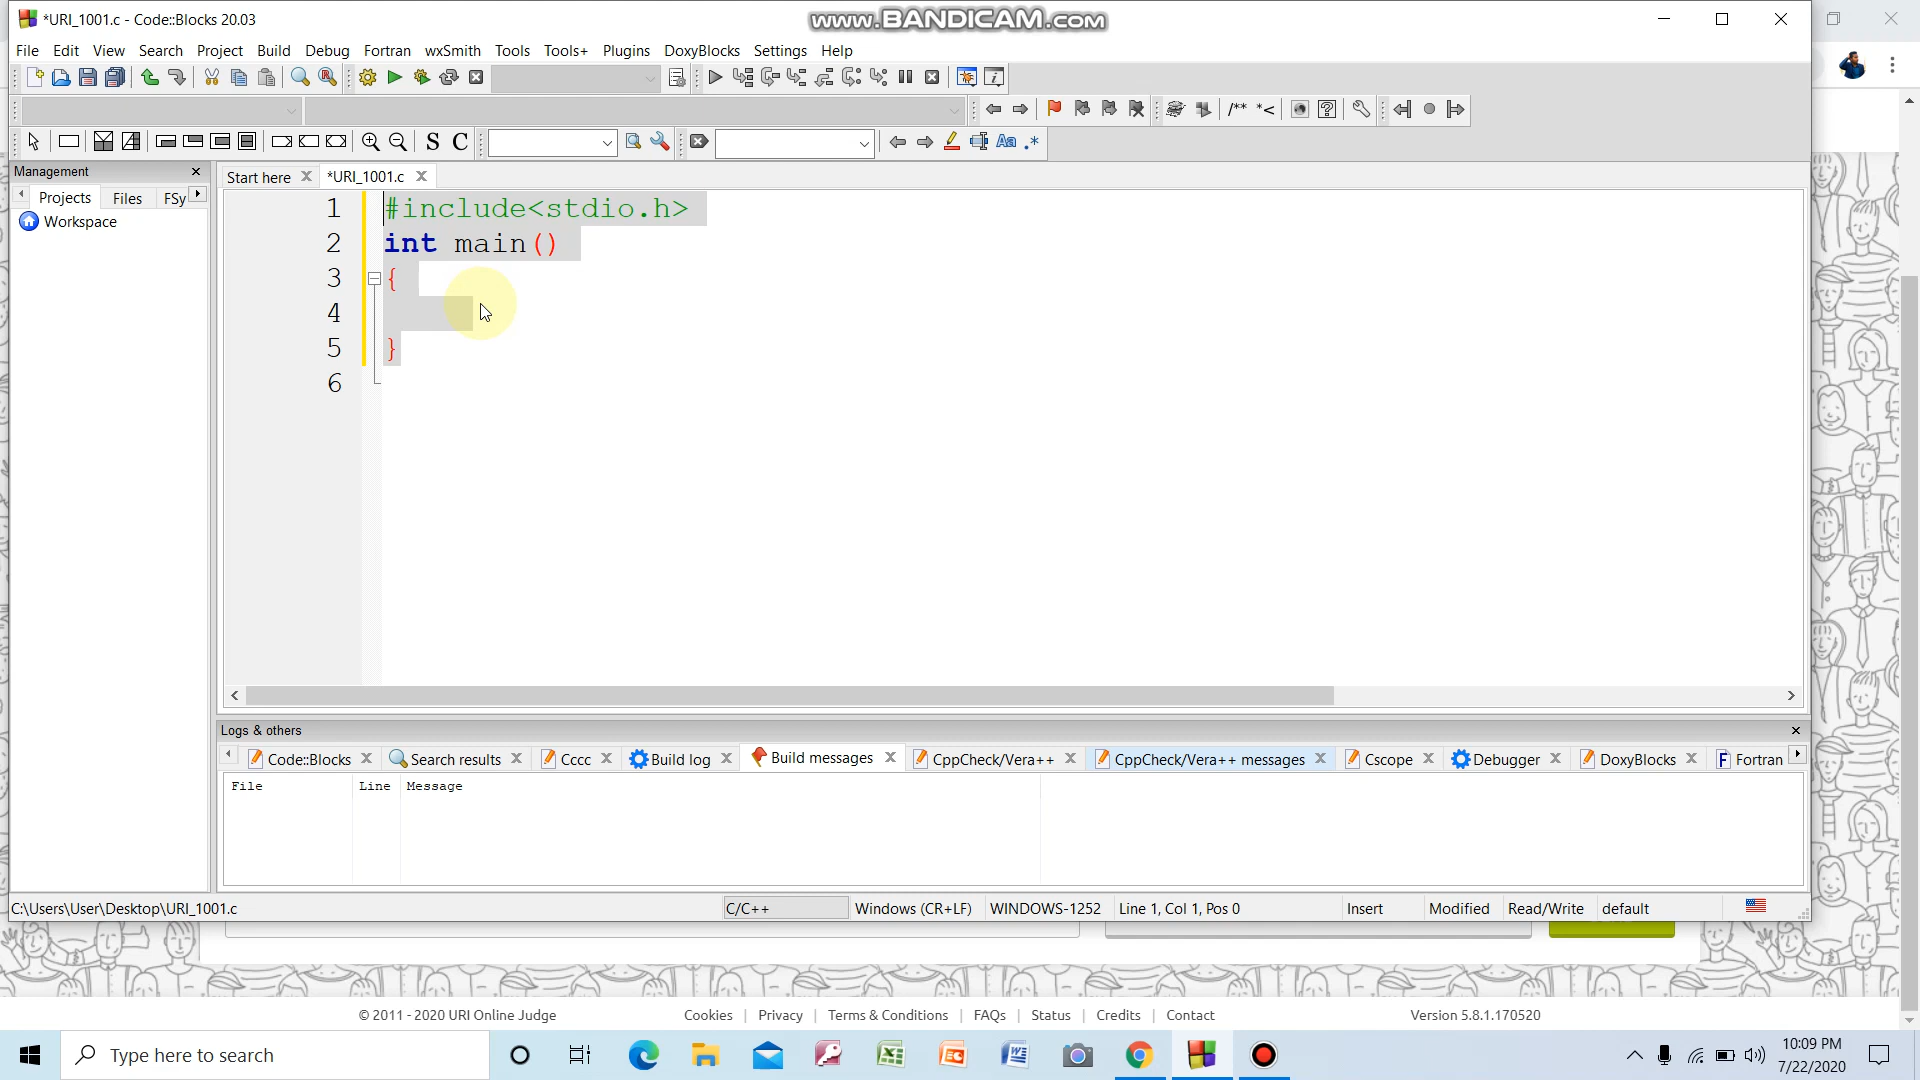 *URI_1001.c - Code::Blocks 20.03
www.BANDICAM.com
File Edit View Search Project Build Debug Fortran wxSmith Tools Tools+ Plugins DoxyBlocks Settings Help
/** *<
S C
Aa .*
Management
Start here *URI_1001.c
Projects Files FSy
Workspace
1 #include<stdio.h>
2 int main()
3 {
4
5 }
6
Logs & others
Code::Blocks Search results Cccc Build log Build messages CppCheck/Vera++ CppCheck/Vera++ messages Cscope Debugger DoxyBlocks Fortran
File Line Message
C:\Users\User\Desktop\URI_1001.c C/C++ Windows (CR+LF) WINDOWS-1252 Line 1, Col 1, Pos 0 Insert Modified Read/Write default
© 2011 - 2020 URI Online Judge Cookies | Privacy | Terms & Conditions | FAQs | Status | Credits | Contact Version 5.8.1.170520
Type here to search
10:09 PM
7/22/2020